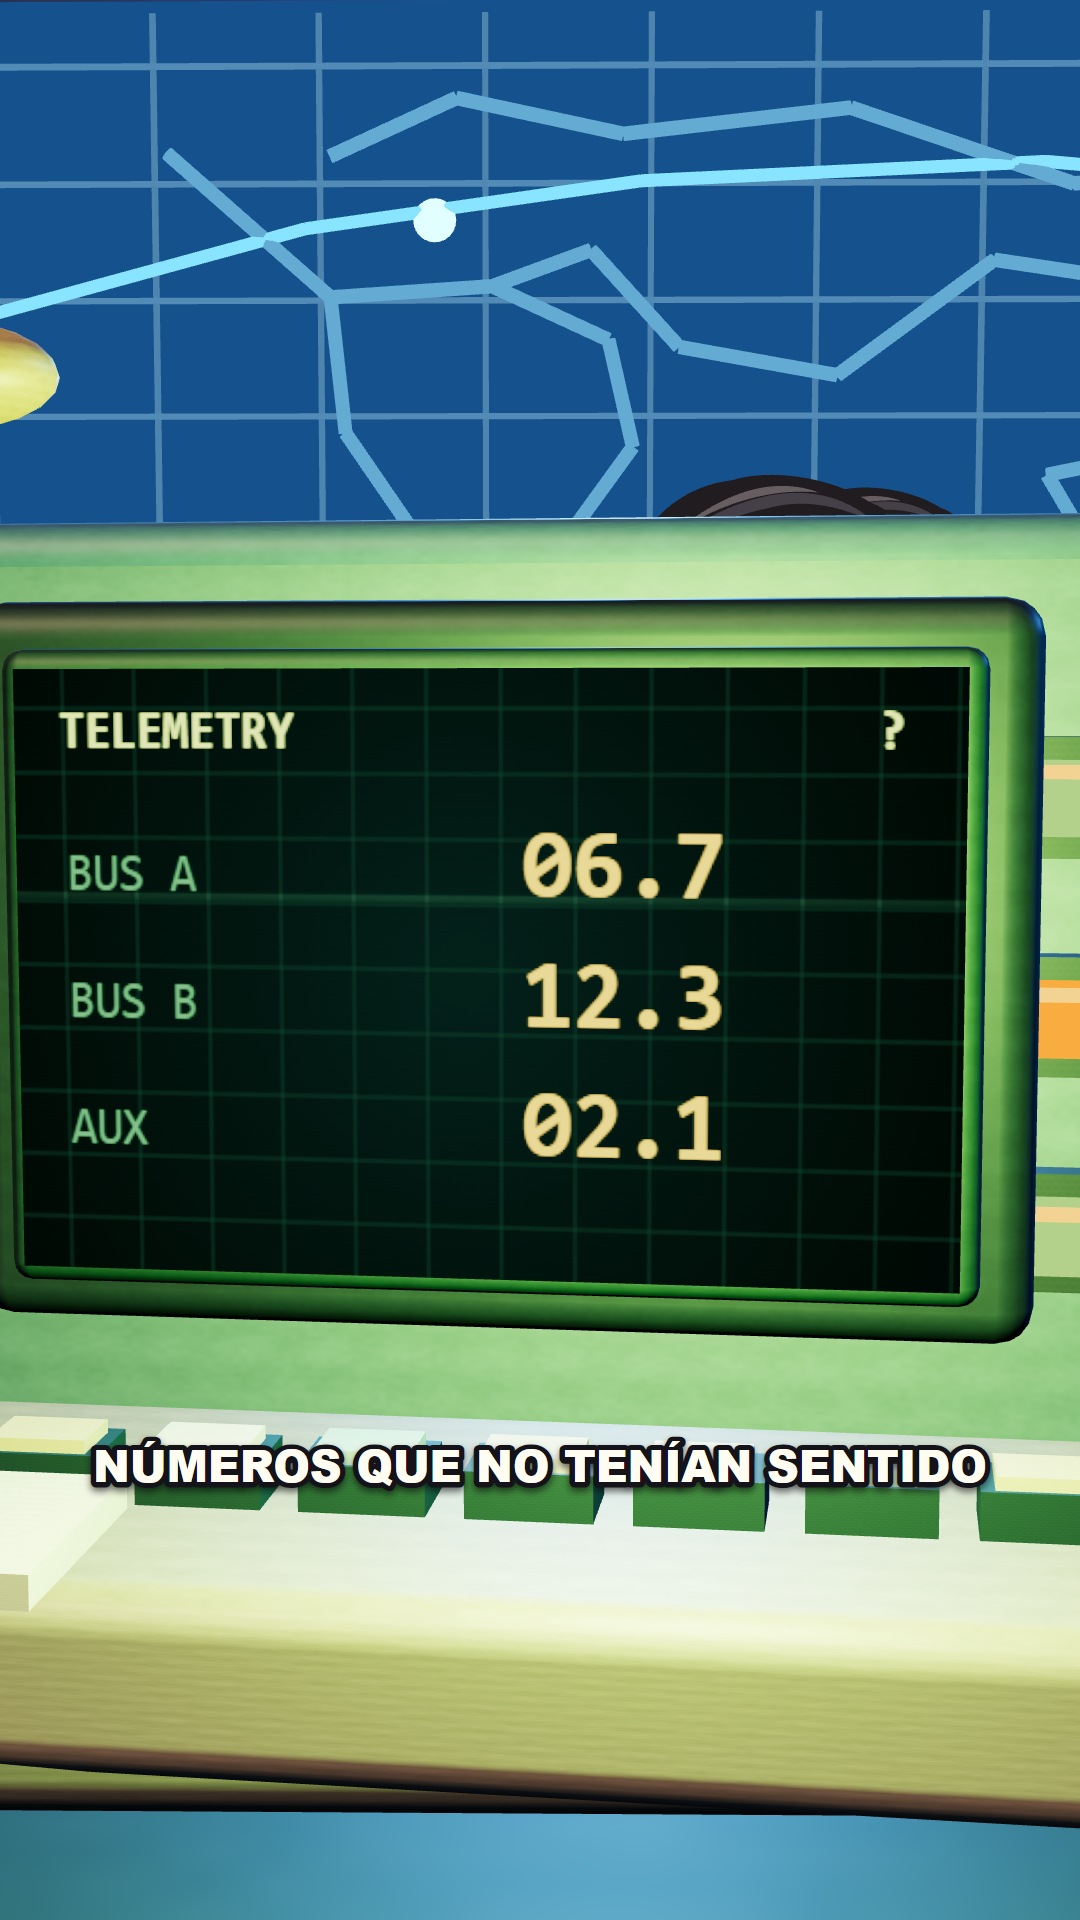 TELEMETRY ?
BUS A 06.7
BUS B 12.3
AUX 02.1
NÚMEROS QUE NO TENÍAN SENTIDO